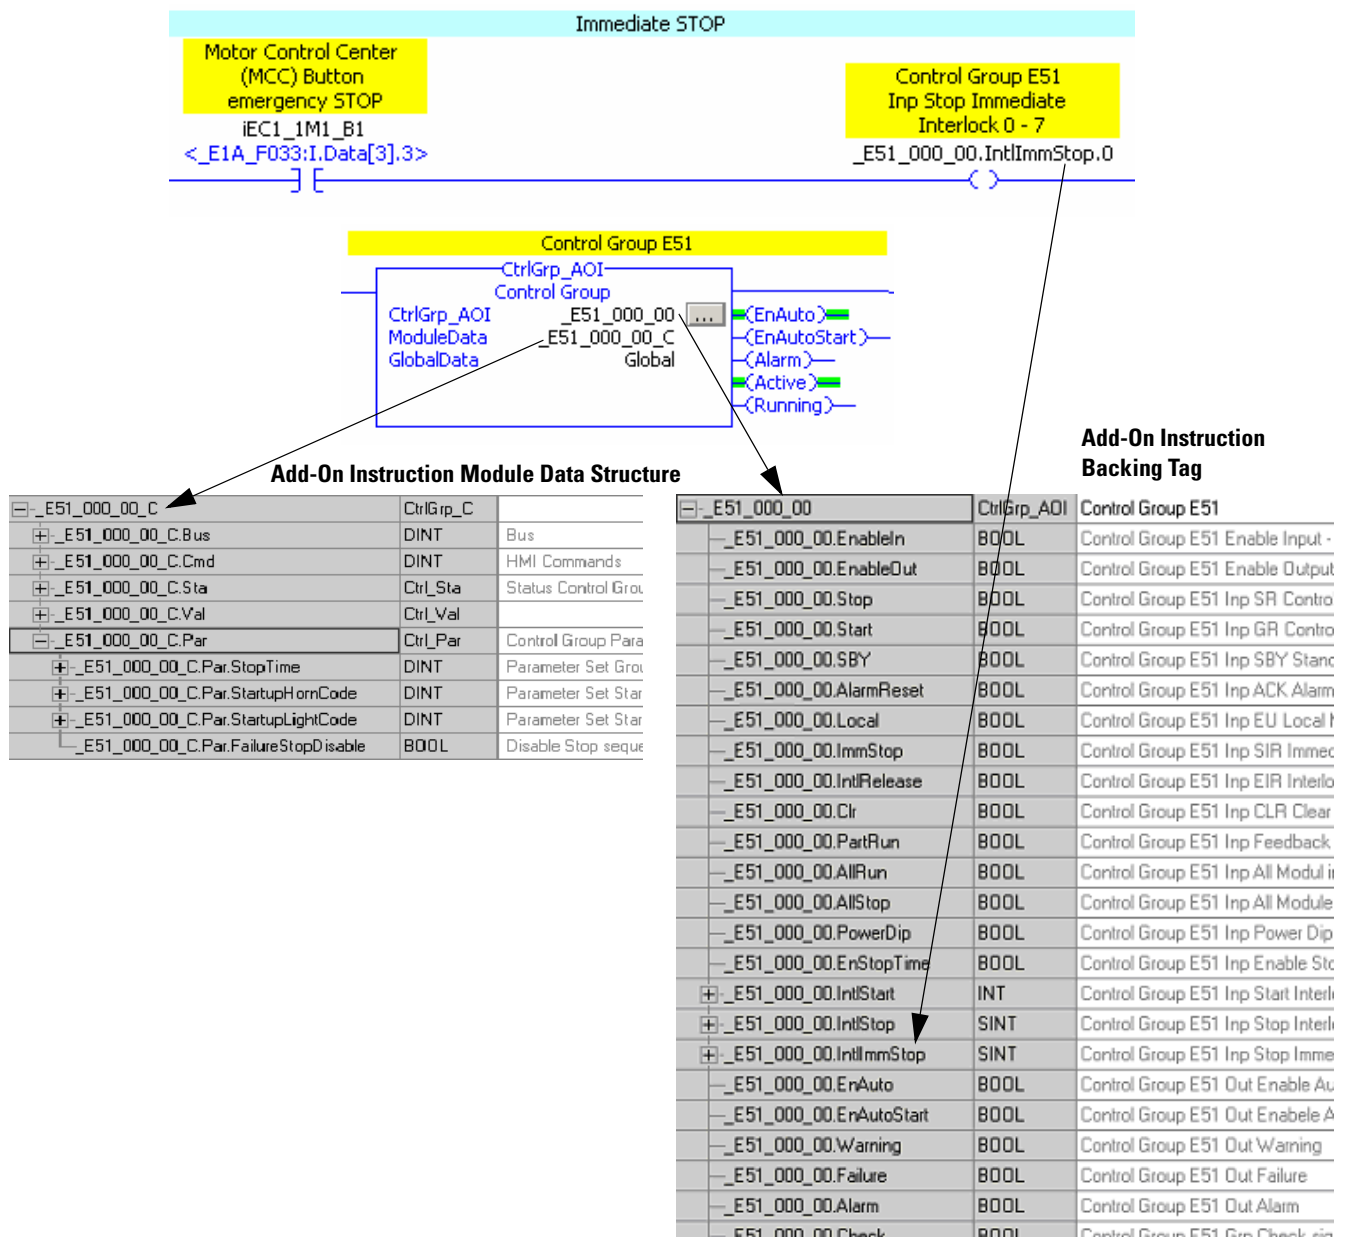 Immediate STOP
Motor Control Center
(MCC) Button
emergency STOP
iEC1_1M1_B1
<_E1A_F033:I.Data[3].3>
Control Group E51
Inp Stop Immediate
Interlock 0 - 7
_E51_000_00.IntlImmStop.0
Control Group E51
CtrlGrp_AOI
Control Group
CtrlGrp_AOI _E51_000_00 ...
ModuleData _E51_000_00_C
GlobalData Global
(EnAuto)
(EnAutoStart)
(Alarm)
(Active)
(Running)
Add-On Instruction Module Data Structure
_E51_000_00_C CtrlGrp_C
_E51_000_00_C.Bus DINT Bus
_E51_000_00_C.Cmd DINT HMI Commands
_E51_000_00_C.Sta Ctrl_Sta Status Control Grou
_E51_000_00_C.Val Ctrl_Val
_E51_000_00_C.Par Ctrl_Par Control Group Para
_E51_000_00_C.Par.StopTime DINT Parameter Set Grou
_E51_000_00_C.Par.StartupHornCode DINT Parameter Set Star
_E51_000_00_C.Par.StartupLightCode DINT Parameter Set Star
_E51_000_00_C.Par.FailureStopDisable BOOL Disable Stop seque
Add-On Instruction
Backing Tag
_E51_000_00 CtrlGrp_AOI Control Group E51
_E51_000_00.EnableIn BOOL Control Group E51 Enable Input -
_E51_000_00.EnableOut BOOL Control Group E51 Enable Output
_E51_000_00.Stop BOOL Control Group E51 Inp SR Contro
_E51_000_00.Start BOOL Control Group E51 Inp GR Contro
_E51_000_00.SBY BOOL Control Group E51 Inp SBY Stand
_E51_000_00.AlarmReset BOOL Control Group E51 Inp ACK Alarm
_E51_000_00.Local BOOL Control Group E51 Inp EU Local
_E51_000_00.ImmStop BOOL Control Group E51 Inp SIR Immed
_E51_000_00.IntlRelease BOOL Control Group E51 Inp EIR Interlo
_E51_000_00.Clr BOOL Control Group E51 Inp CLR Clear
_E51_000_00.PartRun BOOL Control Group E51 Inp Feedback
_E51_000_00.AllRun BOOL Control Group E51 Inp All Modul i
_E51_000_00.AllStop BOOL Control Group E51 Inp All Module
_E51_000_00.PowerDip BOOL Control Group E51 Inp Power Dip
_E51_000_00.EnStopTime BOOL Control Group E51 Inp Enable Sto
_E51_000_00.IntlStart INT Control Group E51 Inp Start Interl
_E51_000_00.IntlStop SINT Control Group E51 Inp Stop Interl
_E51_000_00.IntlImmStop SINT Control Group E51 Inp Stop Imme
_E51_000_00.EnAuto BOOL Control Group E51 Out Enable Au
_E51_000_00.EnAutoStart BOOL Control Group E51 Out Enabele A
_E51_000_00.Warning BOOL Control Group E51 Out Warning
_E51_000_00.Failure BOOL Control Group E51 Out Failure
_E51_000_00.Alarm BOOL Control Group E51 Out Alarm
_E51_000_00.Check BOOL Control Group E51 Grp Check sig